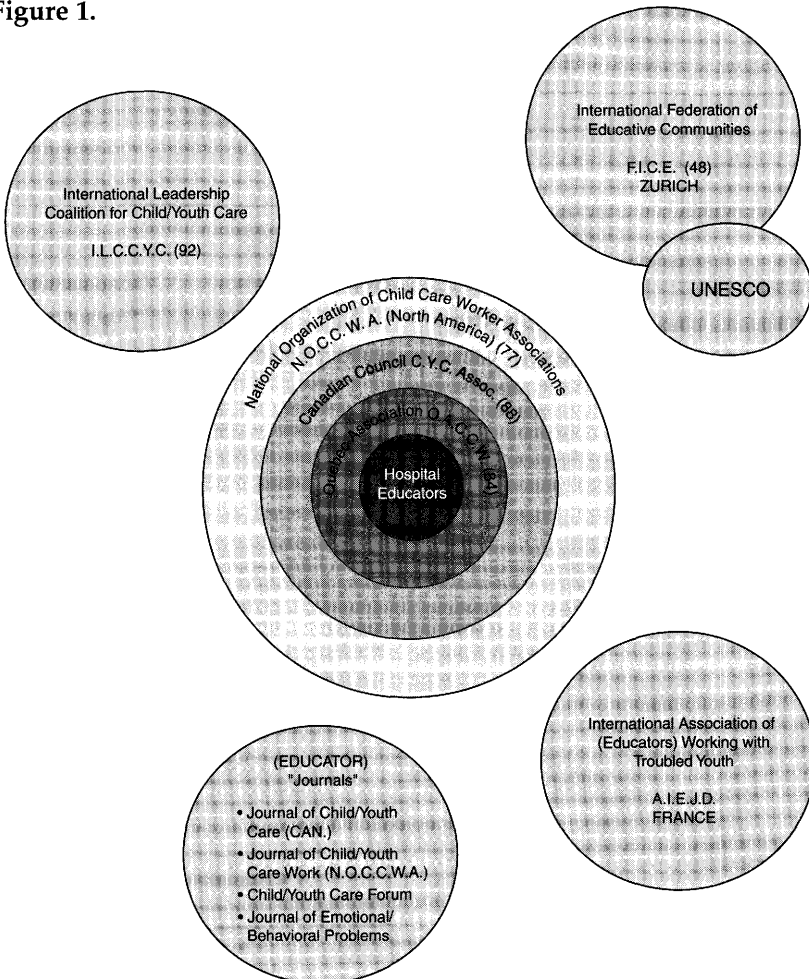 Figure 1.
International Federation of
Educative Communities
F.I.C.E. (48)
ZURICH
UNESCO
International Leadership
Coalition for Child/Youth Care
I.L.C.C.Y.C. (92)
National Organization of Child Care Worker Associations
N.O.C.C. W. A. (North America) (77)
Canadian Council C.Y.C. Assoc. (88)
Quebec Association Q.A.C.C.W. (84)
Hospital
Educators
International Association of
(Educators) Working with
Troubled Youth
A.I.E.J.D.
FRANCE
(EDUCATOR)
"Journals"
• Journal of Child/Youth
Care (CAN.)
• Journal of Child/Youth
Care Work (N.O.C.C.W.A.)
• Child/Youth Care Forum
• Journal of Emotional/
Behavioral Problems